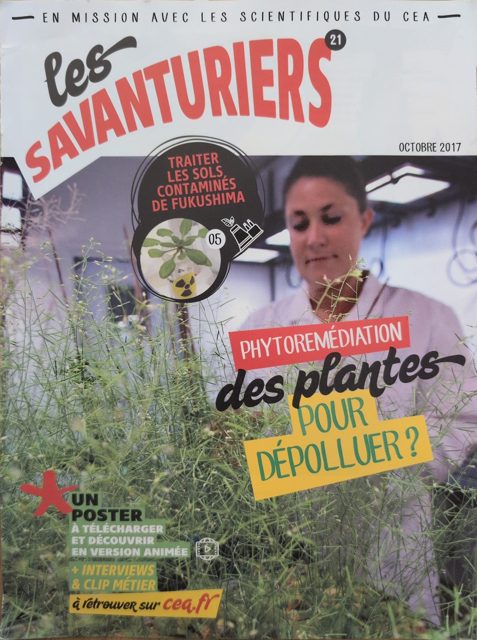 EN MISSION AVEC LES SCIENTIFIQUES DU CEA
les
SAVANTURIERS
21
OCTOBRE 2017
TRAITER
LES SOLS
CONTAMINÉS
DE FUKUSHIMA
05
PHYTOREMÉDIATION
des plantes
POUR
DÉPOLLUER ?
UN
POSTER
À TÉLÉCHARGER
ET DÉCOUVRIR
EN VERSION ANIMÉE
+ INTERVIEWS
& CLIP MÉTIER
à retrouver sur cea.fr